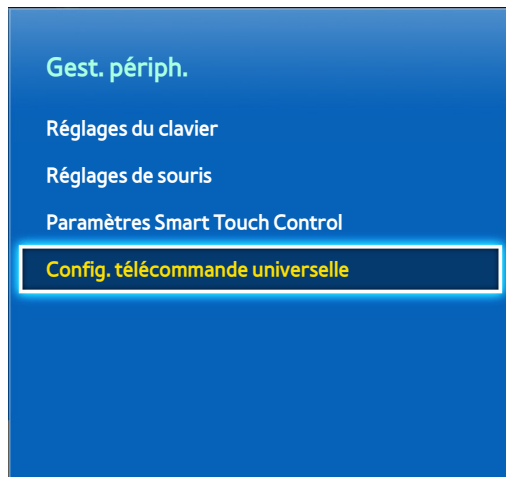 Gest. périph.
Réglages du clavier
Réglages de souris
Paramètres Smart Touch Control
Config. télécommande universelle